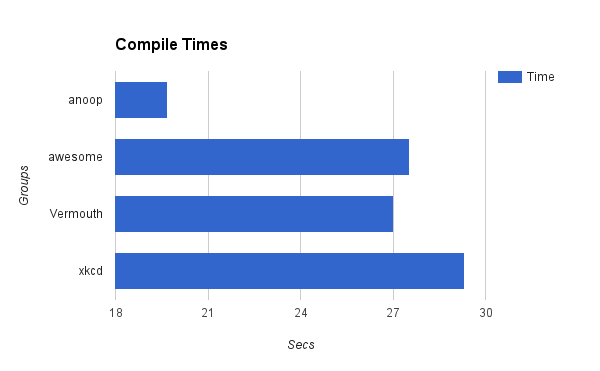 Compile Times
Time
anoop
awesome
Vermouth
xkcd
Groups
18 21 24 27 30
Secs